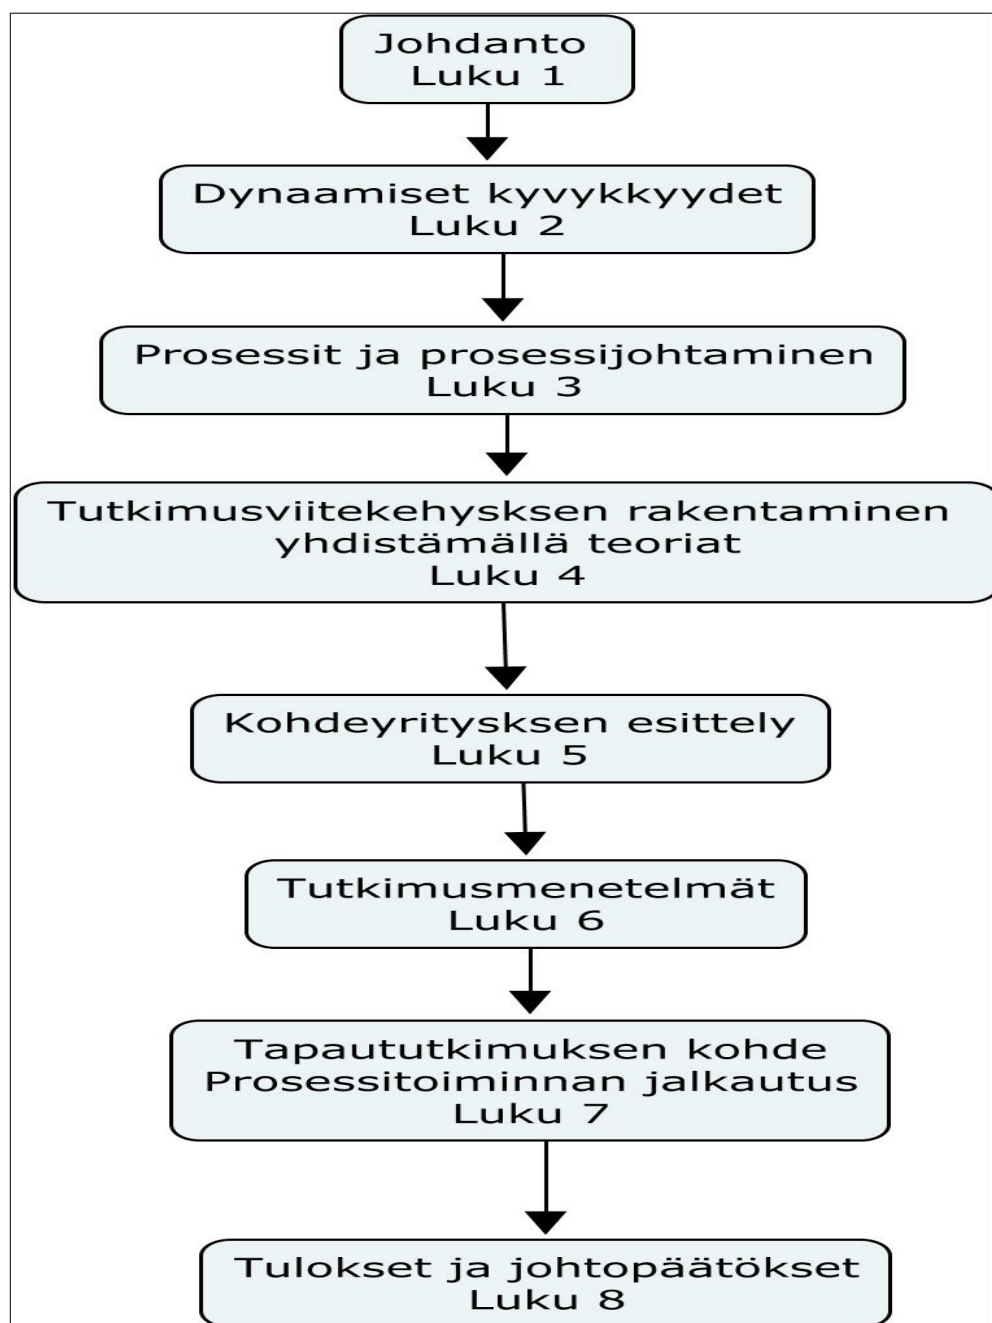 Johdanto
Luku 1
Dynaamiset kyvykkyydet
Luku 2
Prosessit ja prosessijohtaminen
Luku 3
Tutkimusviitekehysksen rakentaminen
yhdistämällä teoriat
Luku 4
Kohdeyritysksen esittely
Luku 5
Tutkimusmenetelmät
Luku 6
Tapaututkimuksen kohde
Prosessitoiminnan jalkautus
Luku 7
Tulokset ja johtopäätökset
Luku 8